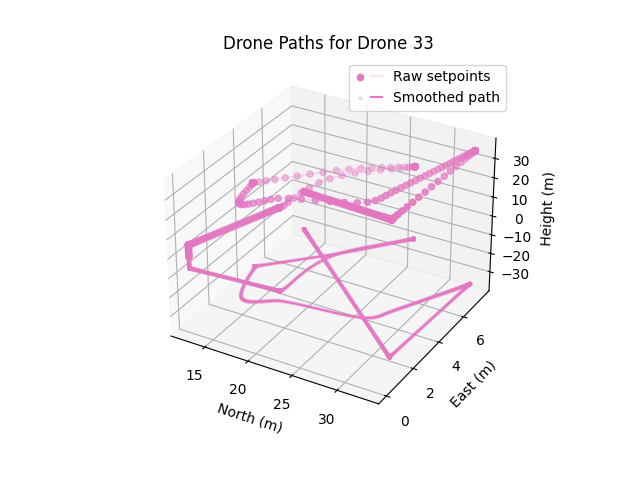 Drone Paths for Drone 33
Raw setpoints
Smoothed path
30
20
10
0
−10
−20
−30
Height (m)
6
4
2
0
East (m)
15
20
25
30
North (m)